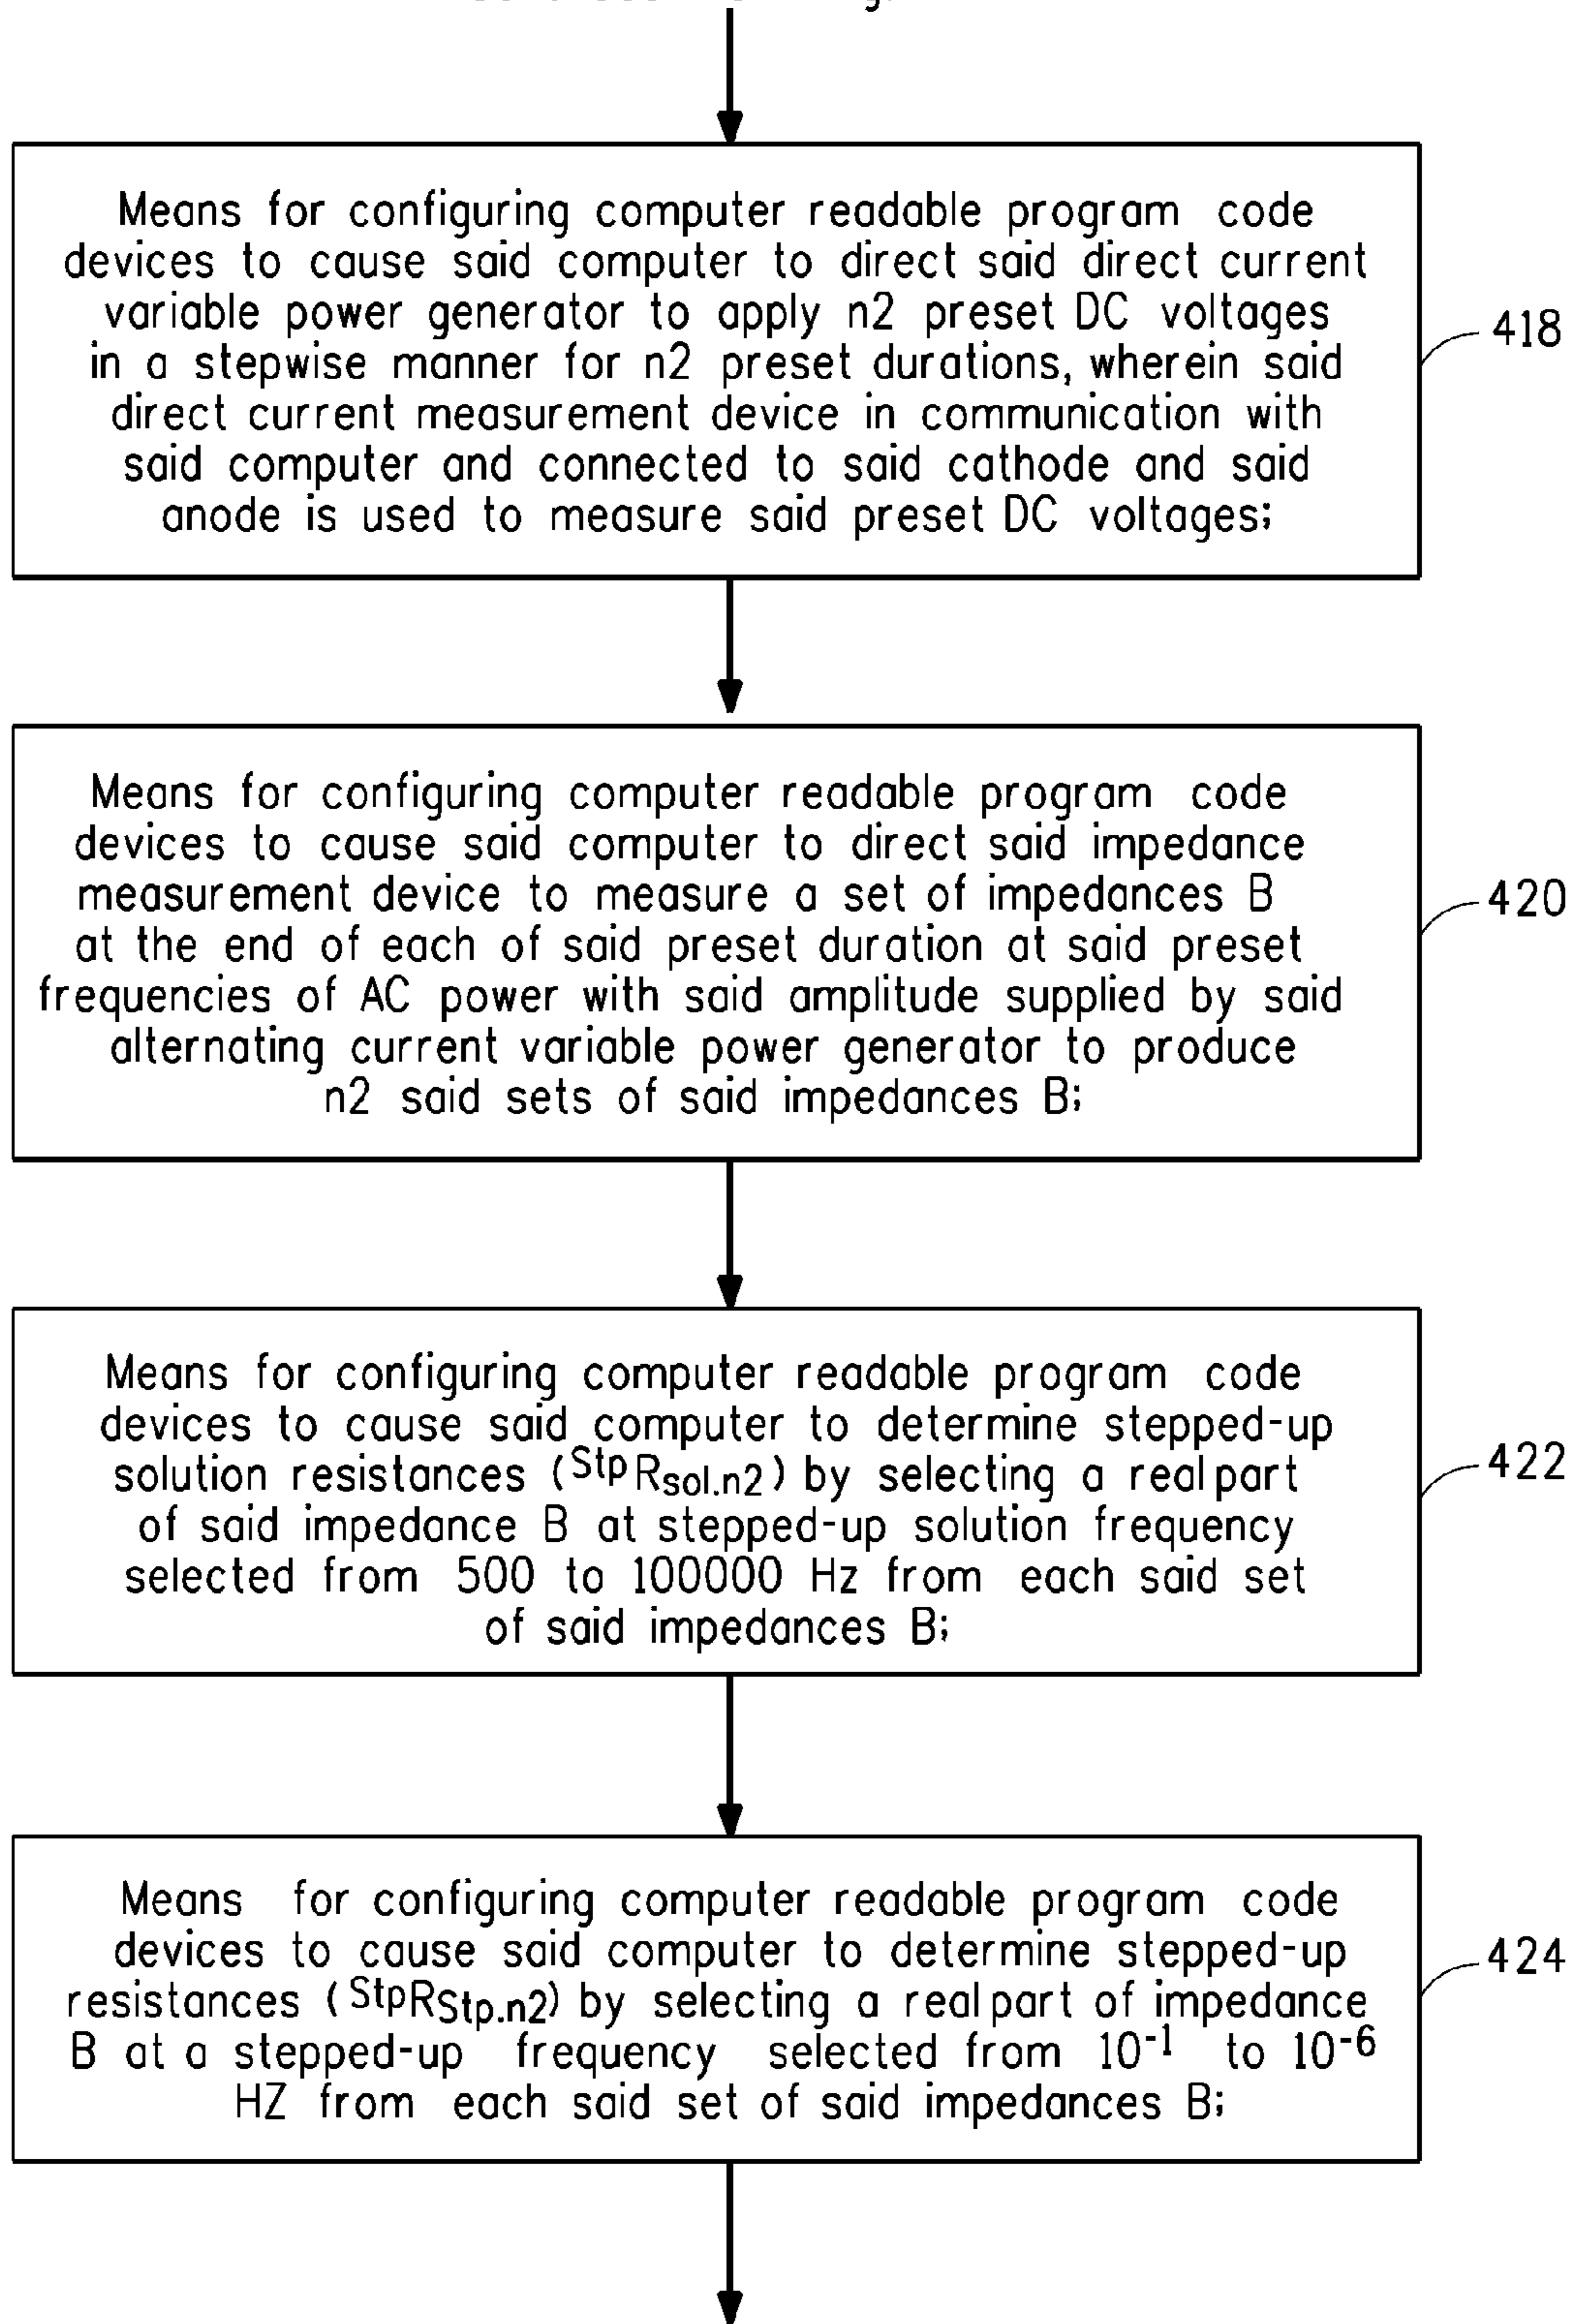 Means for configuring computer readable program code
devices to cause said computer to direct said direct current
variable power generator to apply n2 preset DC voltages
in a stepwise manner for n2 preset durations, wherein said
direct current measurement device in communication with
said computer and connected to said cathode and said
anode is used to measure said preset DC voltages;
418
Means for configuring computer readable program code
devices to cause said computer to direct said impedance
measurement device to measure a set of impedances B
at the end of each of said preset duration at said preset
frequencies of AC power with said amplitude supplied by said
alternating current variable power generator to produce
n2 said sets of said impedances B;
420
Means for configuring computer readable program code
devices to cause said computer to determine stepped-up
solution resistances (StpRsol.n2) by selecting a real part
of said impedance B at stepped-up solution frequency
selected from 500 to 100000 Hz from each said set
of said impedances B;
422
Means for configuring computer readable program code
devices to cause said computer to determine stepped-up
resistances (StpRStp.n2) by selecting a real part of impedance
B at a stepped-up frequency selected from 10⁻¹ to 10⁻⁶
HZ from each said set of said impedances B;
424